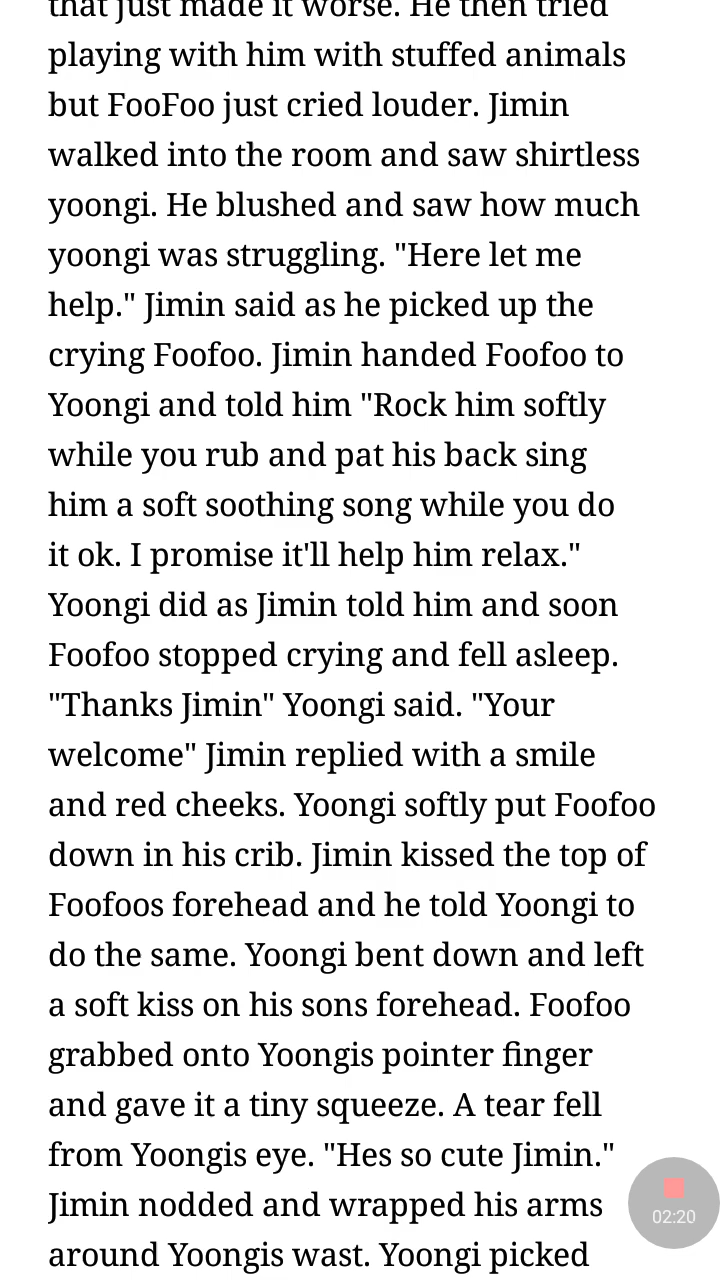 that just made it worse. He then tried
playing with him with stuffed animals
but FooFoo just cried louder. Jimin
walked into the room and saw shirtless
yoongi. He blushed and saw how much
yoongi was struggling. "Here let me
help." Jimin said as he picked up the
crying Foofoo. Jimin handed Foofoo to
Yoongi and told him "Rock him softly
while you rub and pat his back sing
him a soft soothing song while you do
it ok. I promise it'll help him relax."
Yoongi did as Jimin told him and soon
Foofoo stopped crying and fell asleep.
"Thanks Jimin" Yoongi said. "Your
welcome" Jimin replied with a smile
and red cheeks. Yoongi softly put Foofoo
down in his crib. Jimin kissed the top of
Foofoos forehead and he told Yoongi to
do the same. Yoongi bent down and left
a soft kiss on his sons forehead. Foofoo
grabbed onto Yoongis pointer finger
and gave it a tiny squeeze. A tear fell
from Yoongis eye. "Hes so cute Jimin."
Jimin nodded and wrapped his arms
02:20
around Yoongis wast. Yoongi picked